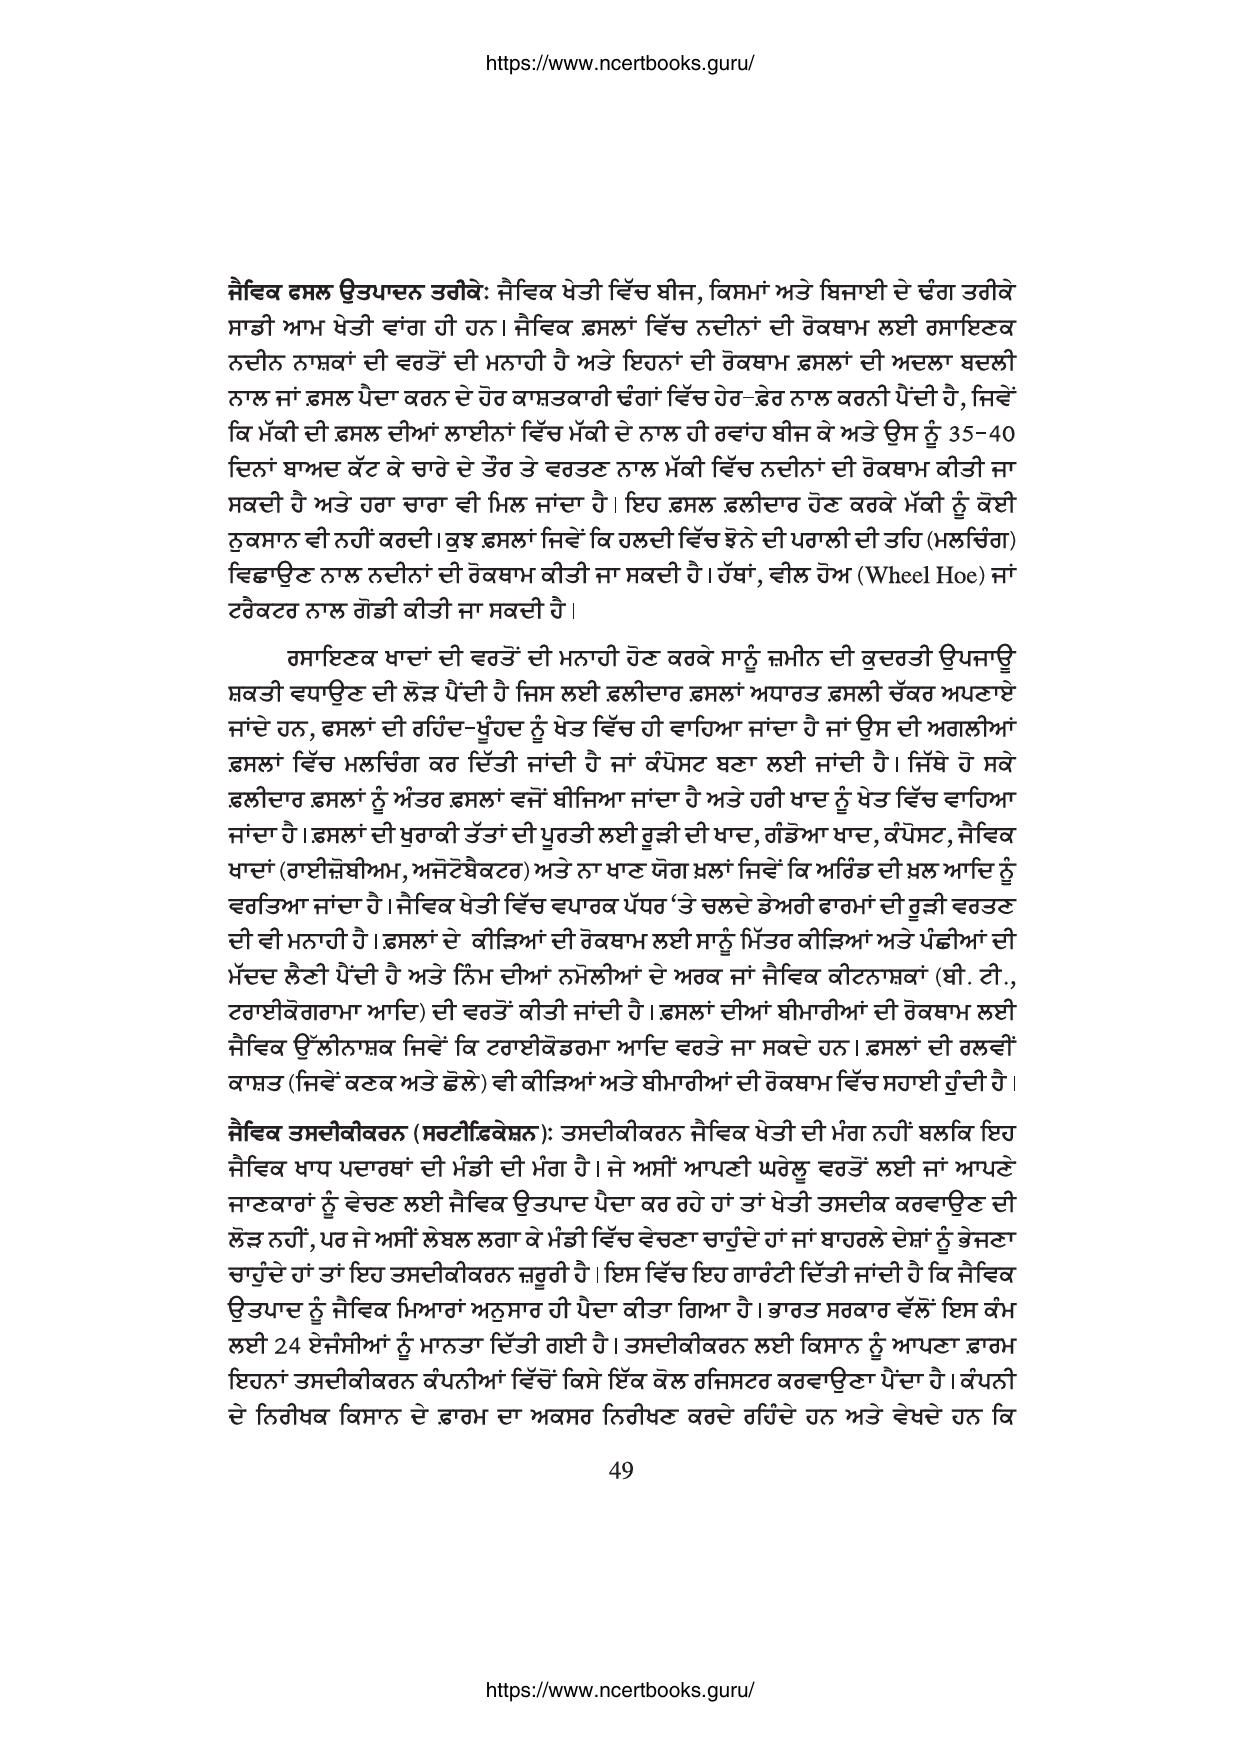 https://www.ncertbooks.guru/
ਜੈਵਿਕ ਫਸਲ ਉਤਪਾਦਨ ਤਰੀਕੇ: ਜੈਵਿਕ ਖੇਤੀ ਵਿੱਚ ਬੀਜ, ਕਿਸਮਾਂ ਅਤੇ ਬਿਜਾਈ ਦੇ ਢੰਗ ਤਰੀਕੇ
ਸਾਡੀ ਆਮ ਖੇਤੀ ਵਾਂਗ ਹੀ ਹਨ। ਜੈਵਿਕ ਫ਼ਸਲਾਂ ਵਿੱਚ ਨਦੀਨਾਂ ਦੀ ਰੋਕਥਾਮ ਲਈ ਰਸਾਇਣਕ
ਨਦੀਨ ਨਾਸ਼ਕਾਂ ਦੀ ਵਰਤੋਂ ਦੀ ਮਨਾਹੀ ਹੈ ਅਤੇ ਇਹਨਾਂ ਦੀ ਰੋਕਥਾਮ ਫ਼ਸਲਾਂ ਦੀ ਅਦਲਾ ਬਦਲੀ
ਨਾਲ ਜਾਂ ਫ਼ਸਲ ਪੈਦਾ ਕਰਨ ਦੇ ਹੋਰ ਕਾਸ਼ਤਕਾਰੀ ਢੰਗਾਂ ਵਿੱਚ ਹੇਰ-ਫ਼ੇਰ ਨਾਲ ਕਰਨੀ ਪੈਂਦੀ ਹੈ, ਜਿਵੇਂ
ਕਿ ਮੱਕੀ ਦੀ ਫ਼ਸਲ ਦੀਆਂ ਲਾਈਨਾਂ ਵਿੱਚ ਮੱਕੀ ਦੇ ਨਾਲ ਹੀ ਰਵਾਂਹ ਬੀਜ ਕੇ ਅਤੇ ਉਸ ਨੂੰ 35-40
ਦਿਨਾਂ ਬਾਅਦ ਕੱਟ ਕੇ ਚਾਰੇ ਦੇ ਤੌਰ ਤੇ ਵਰਤਣ ਨਾਲ ਮੱਕੀ ਵਿੱਚ ਨਦੀਨਾਂ ਦੀ ਰੋਕਥਾਮ ਕੀਤੀ ਜਾ
ਸਕਦੀ ਹੈ ਅਤੇ ਹਰਾ ਚਾਰਾ ਵੀ ਮਿਲ ਜਾਂਦਾ ਹੈ। ਇਹ ਫ਼ਸਲ ਫ਼ਲੀਦਾਰ ਹੋਣ ਕਰਕੇ ਮੱਕੀ ਨੂੰ ਕੋਈ
ਨੁਕਸਾਨ ਵੀ ਨਹੀਂ ਕਰਦੀ। ਕੁਝ ਫ਼ਸਲਾਂ ਜਿਵੇਂ ਕਿ ਹਲਦੀ ਵਿੱਚ ਝੋਨੇ ਦੀ ਪਰਾਲੀ ਦੀ ਤਹਿ (ਮਲਚਿੰਗ)
ਵਿਛਾਉਣ ਨਾਲ ਨਦੀਨਾਂ ਦੀ ਰੋਕਥਾਮ ਕੀਤੀ ਜਾ ਸਕਦੀ ਹੈ। ਹੱਥਾਂ, ਵੀਲ ਹੋਅ (Wheel Hoe) ਜਾਂ
ਟਰੈਕਟਰ ਨਾਲ ਗੋਡੀ ਕੀਤੀ ਜਾ ਸਕਦੀ ਹੈ।
ਰਸਾਇਣਕ ਖਾਦਾਂ ਦੀ ਵਰਤੋਂ ਦੀ ਮਨਾਹੀ ਹੋਣ ਕਰਕੇ ਸਾਨੂੰ ਜ਼ਮੀਨ ਦੀ ਕੁਦਰਤੀ ਉਪਜਾਊ
ਸ਼ਕਤੀ ਵਧਾਉਣ ਦੀ ਲੋੜ ਪੈਂਦੀ ਹੈ ਜਿਸ ਲਈ ਫ਼ਲੀਦਾਰ ਫ਼ਸਲਾਂ ਅਧਾਰਤ ਫ਼ਸਲੀ ਚੱਕਰ ਅਪਣਾਏ
ਜਾਂਦੇ ਹਨ, ਫਸਲਾਂ ਦੀ ਰਹਿੰਦ-ਖੂੰਹਦ ਨੂੰ ਖੇਤ ਵਿੱਚ ਹੀ ਵਾਹਿਆ ਜਾਂਦਾ ਹੈ ਜਾਂ ਉਸ ਦੀ ਅਗਲੀਆਂ
ਫ਼ਸਲਾਂ ਵਿੱਚ ਮਲਚਿੰਗ ਕਰ ਦਿੱਤੀ ਜਾਂਦੀ ਹੈ ਜਾਂ ਕੰਪੋਸਟ ਬਣਾ ਲਈ ਜਾਂਦੀ ਹੈ। ਜਿੱਥੇ ਹੋ ਸਕੇ
ਫ਼ਲੀਦਾਰ ਫ਼ਸਲਾਂ ਨੂੰ ਅੰਤਰ ਫ਼ਸਲਾਂ ਵਜੋਂ ਬੀਜਿਆ ਜਾਂਦਾ ਹੈ ਅਤੇ ਹਰੀ ਖਾਦ ਨੂੰ ਖੇਤ ਵਿੱਚ ਵਾਹਿਆ
ਜਾਂਦਾ ਹੈ। ਫ਼ਸਲਾਂ ਦੀ ਖੁਰਾਕੀ ਤੱਤਾਂ ਦੀ ਪੂਰਤੀ ਲਈ ਰੂੜੀ ਦੀ ਖਾਦ, ਗੰਡੋਆ ਖਾਦ, ਕੰਪੋਸਟ, ਜੈਵਿਕ
ਖਾਦਾਂ (ਰਾਈਜ਼ੋਬੀਅਮ, ਅਜੋਟੋਬੈਕਟਰ) ਅਤੇ ਨਾ ਖਾਣ ਯੋਗ ਖ਼ਲਾਂ ਜਿਵੇਂ ਕਿ ਅਰਿੰਡ ਦੀ ਖ਼ਲ ਆਦਿ ਨੂੰ
ਵਰਤਿਆ ਜਾਂਦਾ ਹੈ। ਜੈਵਿਕ ਖੇਤੀ ਵਿੱਚ ਵਪਾਰਕ ਪੱਧਰ ‘ਤੇ ਚਲਦੇ ਡੇਅਰੀ ਫਾਰਮਾਂ ਦੀ ਰੂੜੀ ਵਰਤਣ
ਦੀ ਵੀ ਮਨਾਹੀ ਹੈ। ਫ਼ਸਲਾਂ ਦੇ ਕੀੜਿਆਂ ਦੀ ਰੋਕਥਾਮ ਲਈ ਸਾਨੂੰ ਮਿੱਤਰ ਕੀੜਿਆਂ ਅਤੇ ਪੰਛੀਆਂ ਦੀ
ਮੱਦਦ ਲੈਣੀ ਪੈਂਦੀ ਹੈ ਅਤੇ ਨਿੰਮ ਦੀਆਂ ਨਮੋਲੀਆਂ ਦੇ ਅਰਕ ਜਾਂ ਜੈਵਿਕ ਕੀਟਨਾਸ਼ਕਾਂ (ਬੀ. ਟੀ.,
ਟਰਾਈਕੋਗਰਾਮਾ ਆਦਿ) ਦੀ ਵਰਤੋਂ ਕੀਤੀ ਜਾਂਦੀ ਹੈ। ਫ਼ਸਲਾਂ ਦੀਆਂ ਬੀਮਾਰੀਆਂ ਦੀ ਰੋਕਥਾਮ ਲਈ
ਜੈਵਿਕ ਉੱਲੀਨਾਸ਼ਕ ਜਿਵੇਂ ਕਿ ਟਰਾਈਕੋਡਰਮਾ ਆਦਿ ਵਰਤੇ ਜਾ ਸਕਦੇ ਹਨ। ਫ਼ਸਲਾਂ ਦੀ ਰਲਵੀਂ
ਕਾਸ਼ਤ (ਜਿਵੇਂ ਕਣਕ ਅਤੇ ਛੋਲੇ) ਵੀ ਕੀੜਿਆਂ ਅਤੇ ਬੀਮਾਰੀਆਂ ਦੀ ਰੋਕਥਾਮ ਵਿੱਚ ਸਹਾਈ ਹੁੰਦੀ ਹੈ।
ਜੈਵਿਕ ਤਸਦੀਕੀਕਰਨ (ਸਰਟੀਫ਼ਿਕੇਸ਼ਨ): ਤਸਦੀਕੀਕਰਨ ਜੈਵਿਕ ਖੇਤੀ ਦੀ ਮੰਗ ਨਹੀਂ ਬਲਕਿ ਇਹ
ਜੈਵਿਕ ਖਾਧ ਪਦਾਰਥਾਂ ਦੀ ਮੰਡੀ ਦੀ ਮੰਗ ਹੈ। ਜੇ ਅਸੀਂ ਆਪਣੀ ਘਰੇਲੂ ਵਰਤੋਂ ਲਈ ਜਾਂ ਆਪਣੇ
ਜਾਣਕਾਰਾਂ ਨੂੰ ਵੇਚਣ ਲਈ ਜੈਵਿਕ ਉਤਪਾਦ ਪੈਦਾ ਕਰ ਰਹੇ ਹਾਂ ਤਾਂ ਖੇਤੀ ਤਸਦੀਕ ਕਰਵਾਉਣ ਦੀ
ਲੋੜ ਨਹੀਂ, ਪਰ ਜੇ ਅਸੀਂ ਲੇਬਲ ਲਗਾ ਕੇ ਮੰਡੀ ਵਿੱਚ ਵੇਚਣਾ ਚਾਹੁੰਦੇ ਹਾਂ ਜਾਂ ਬਾਹਰਲੇ ਦੇਸ਼ਾਂ ਨੂੰ ਭੇਜਣਾ
ਚਾਹੁੰਦੇ ਹਾਂ ਤਾਂ ਇਹ ਤਸਦੀਕੀਕਰਨ ਜ਼ਰੂਰੀ ਹੈ। ਇਸ ਵਿੱਚ ਇਹ ਗਾਰੰਟੀ ਦਿੱਤੀ ਜਾਂਦੀ ਹੈ ਕਿ ਜੈਵਿਕ
ਉਤਪਾਦ ਨੂੰ ਜੈਵਿਕ ਮਿਆਰਾਂ ਅਨੁਸਾਰ ਹੀ ਪੈਦਾ ਕੀਤਾ ਗਿਆ ਹੈ। ਭਾਰਤ ਸਰਕਾਰ ਵੱਲੋਂ ਇਸ ਕੰਮ
ਲਈ 24 ਏਜੰਸੀਆਂ ਨੂੰ ਮਾਨਤਾ ਦਿੱਤੀ ਗਈ ਹੈ। ਤਸਦੀਕੀਕਰਨ ਲਈ ਕਿਸਾਨ ਨੂੰ ਆਪਣਾ ਫ਼ਾਰਮ
ਇਹਨਾਂ ਤਸਦੀਕੀਕਰਨ ਕੰਪਨੀਆਂ ਵਿੱਚੋਂ ਕਿਸੇ ਇੱਕ ਕੋਲ ਰਜਿਸਟਰ ਕਰਵਾਉਣਾ ਪੈਂਦਾ ਹੈ। ਕੰਪਨੀ
ਦੇ ਨਿਰੀਖਕ ਕਿਸਾਨ ਦੇ ਫ਼ਾਰਮ ਦਾ ਅਕਸਰ ਨਿਰੀਖਣ ਕਰਦੇ ਰਹਿੰਦੇ ਹਨ ਅਤੇ ਵੇਖਦੇ ਹਨ ਕਿ
49
https://www.ncertbooks.guru/